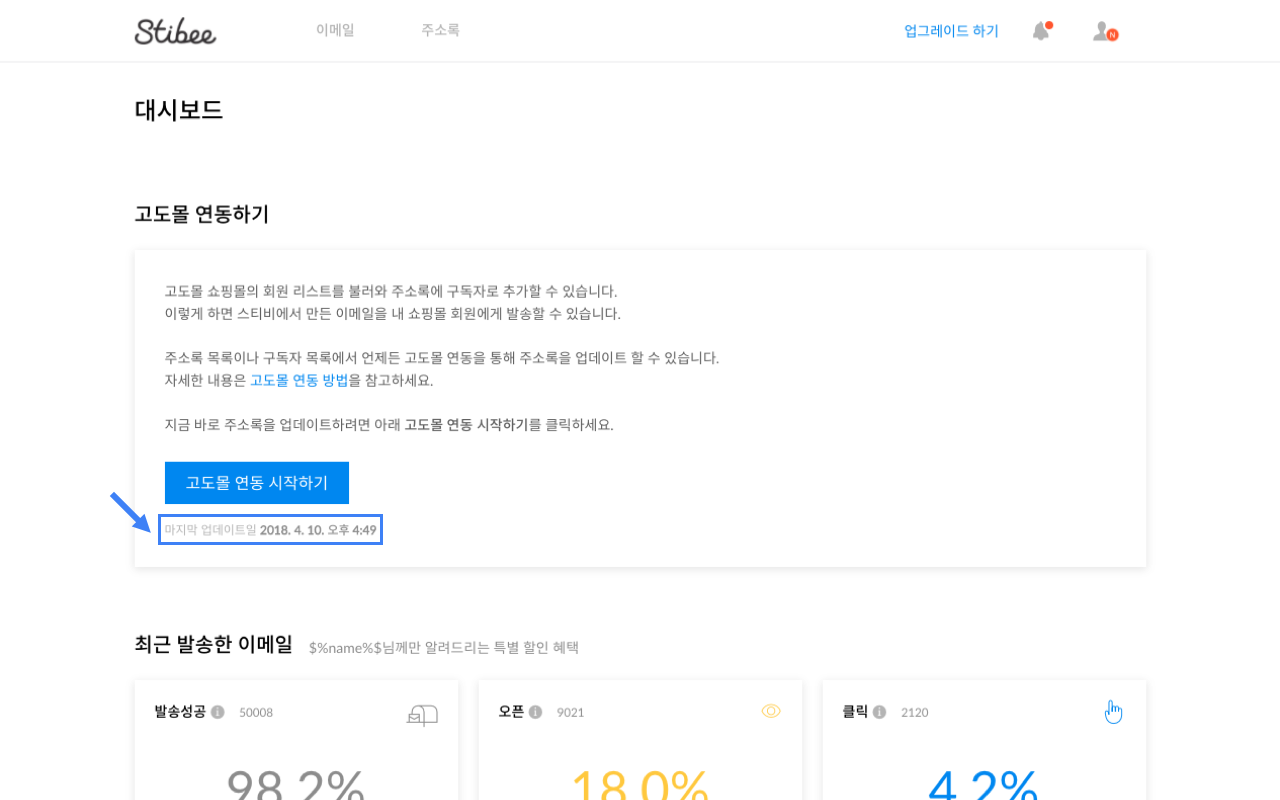 Stibee 이메일 주소록 업그레이드 하기 N
대시보드
고도몰 연동하기
고도몰 쇼핑몰의 회원 리스트를 불러와 주소록에 구독자로 추가할 수 있습니다.
이렇게 하면 스티비에서 만든 이메일을 내 쇼핑몰 회원에게 발송할 수 있습니다.
주소록 목록이나 구독자 목록에서 언제든 고도몰 연동을 통해 주소록을 업데이트 할 수 있습니다.
자세한 내용은 고도몰 연동 방법을 참고하세요.
지금 바로 주소록을 업데이트하려면 아래 고도몰 연동 시작하기를 클릭하세요.
고도몰 연동 시작하기
마지막 업데이트일 2018. 4. 10. 오후 4:49
최근 발송한 이메일 $%name%$님께만 알려드리는 특별 할인 혜택
발송성공 i 50008
98.2%
오픈 i 9021
18.0%
클릭 i 2120
4.2%